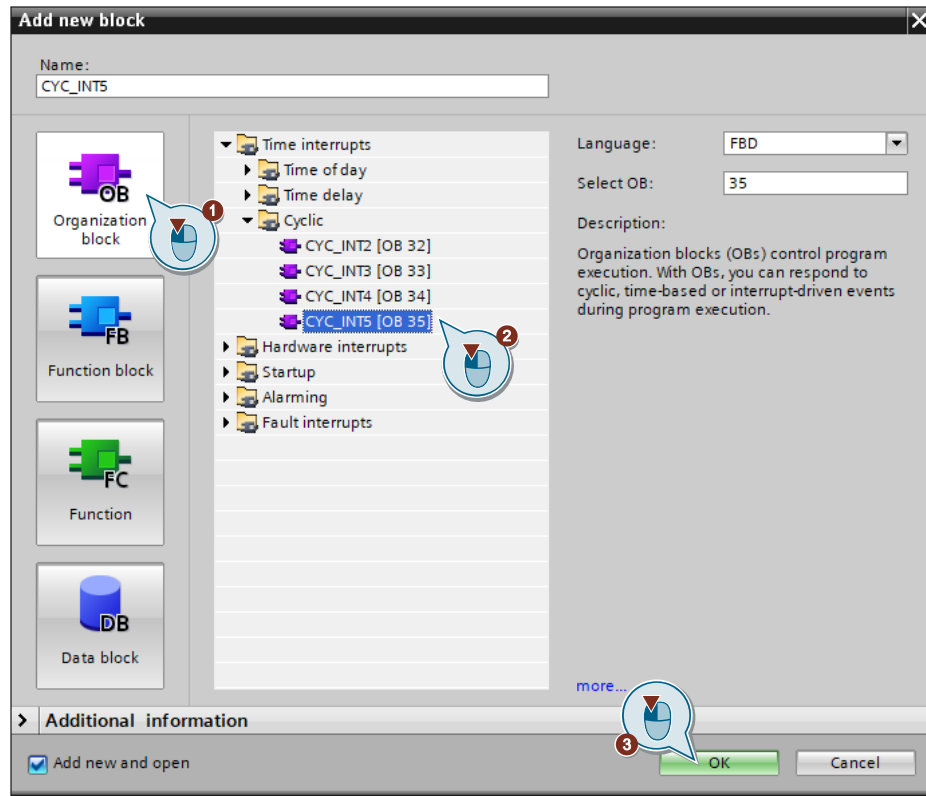 Add new block
Name:
CYC_INT5
OB
Organization
block
1
FB
Function block
FC
Function
DB
Data block
Time interrupts
Time of day
Time delay
Cyclic
CYC_INT2 [OB 32]
CYC_INT3 [OB 33]
CYC_INT4 [OB 34]
CYC_INT5 [OB 35]
2
Hardware interrupts
Startup
Alarming
Fault interrupts
Language: FBD
Select OB: 35
Description:
Organization blocks (OBs) control program
execution. With OBs, you can respond to
cyclic, time-based or interrupt-driven events
during program execution.
more...
Additional information
3
Add new and open
OK
Cancel